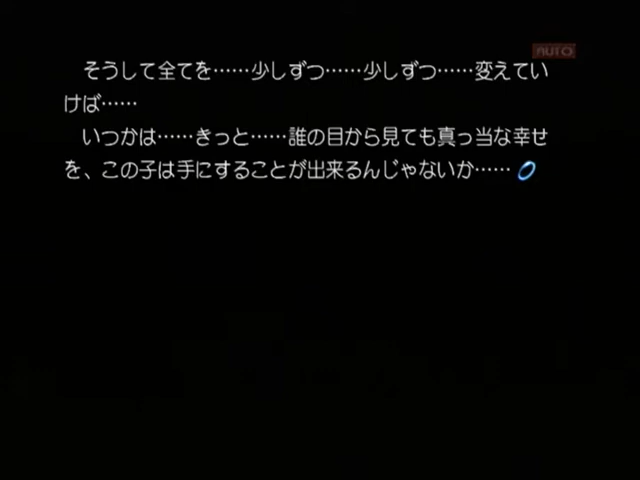 AUTO
そうして全てを……少しずつ……少しずつ……変えてい
けば……
いつかは……きっと……誰の目から見ても真っ当な幸せ
を、この子は手にすることが出来るんじゃないか……